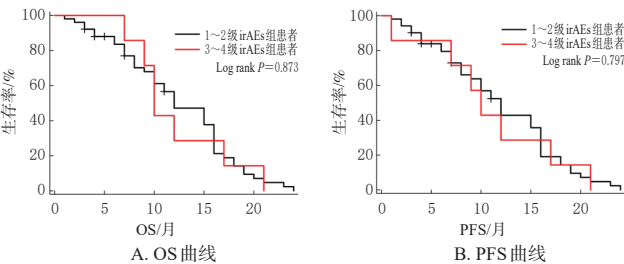 100
80
60
40
20
0
生存率/%
1～2级irAEs组患者
3～4级irAEs组患者
Log rank P＝0.873
0 5 10 15 20
OS/月
A. OS曲线
100
80
60
40
20
0
生存率/%
1～2级irAEs组患者
3～4级irAEs组患者
Log rank P＝0.797
0 5 10 15 20
PFS/月
B. PFS曲线